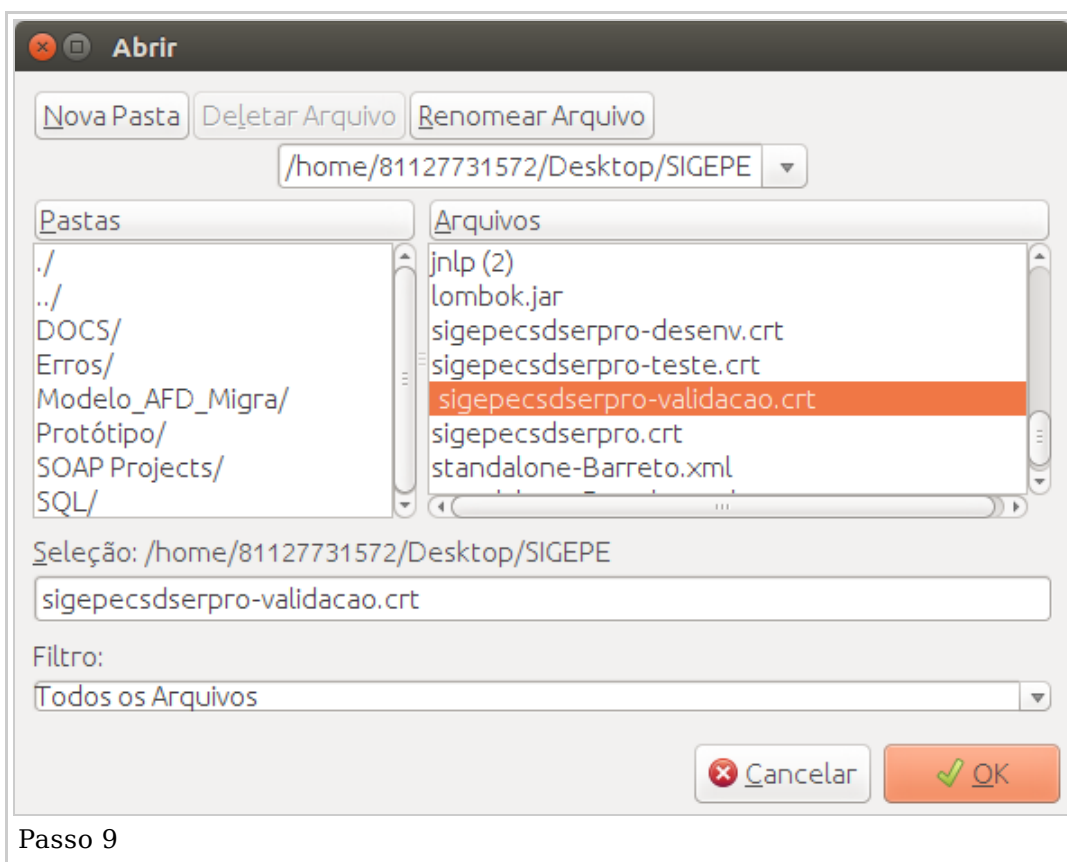 Abrir
Nova Pasta Deletar Arquivo Renomear Arquivo
/home/81127731572/Desktop/SIGEPE
Pastas
./
../
DOCS/
Erros/
Modelo_AFD_Migra/
Protótipo/
SOAP Projects/
SQL/
Arquivos
jnlp (2)
lombok.jar
sigepecsdserpro-desenv.crt
sigepecsdserpro-teste.crt
sigepecsdserpro-validacao.crt
sigepecsdserpro.crt
standalone-Barreto.xml
Seleção: /home/81127731572/Desktop/SIGEPE
sigepecsdserpro-validacao.crt
Filtro:
Todos os Arquivos
Cancelar OK
Passo 9